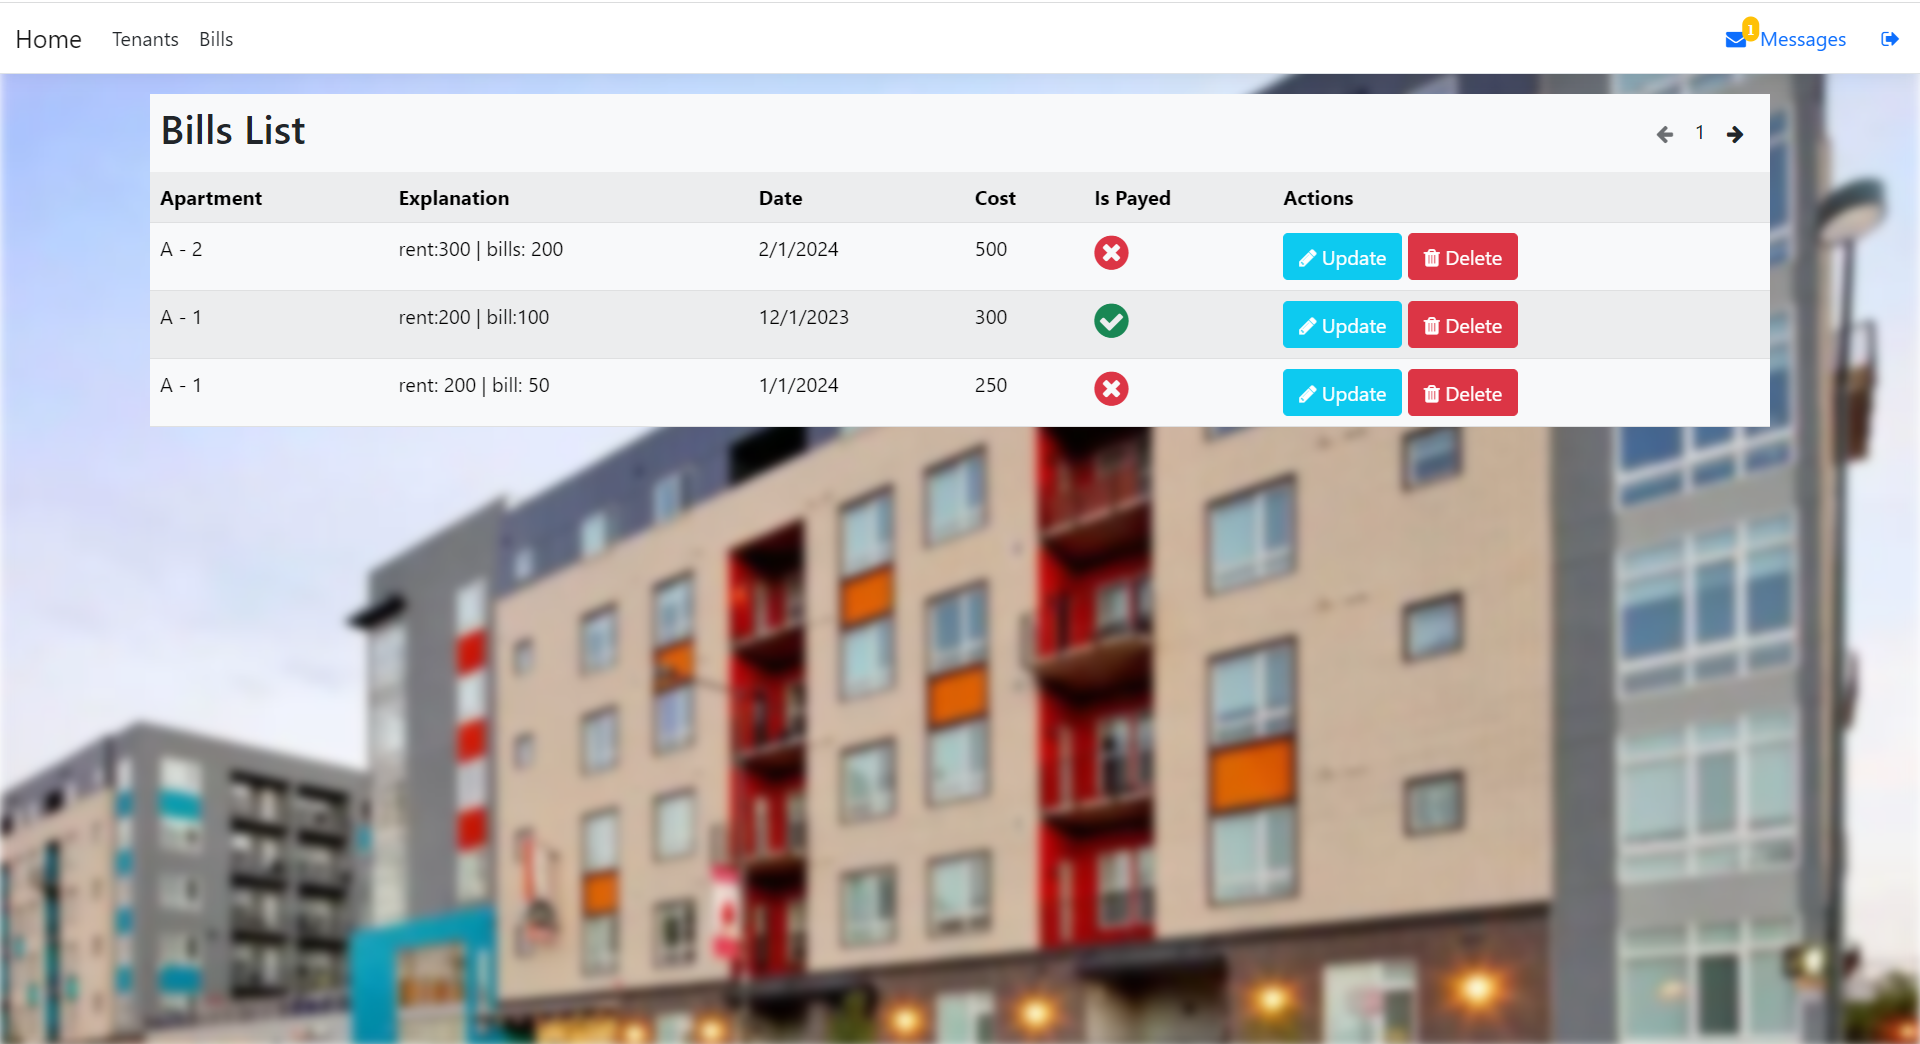 Home Tenants Bills 1 Messages
Bills List 1
Apartment Explanation Date Cost Is Payed Actions
A - 2 rent:300 | bills: 200 2/1/2024 500 Update Delete
A - 1 rent:200 | bill:100 12/1/2023 300 Update Delete
A - 1 rent: 200 | bill: 50 1/1/2024 250 Update Delete